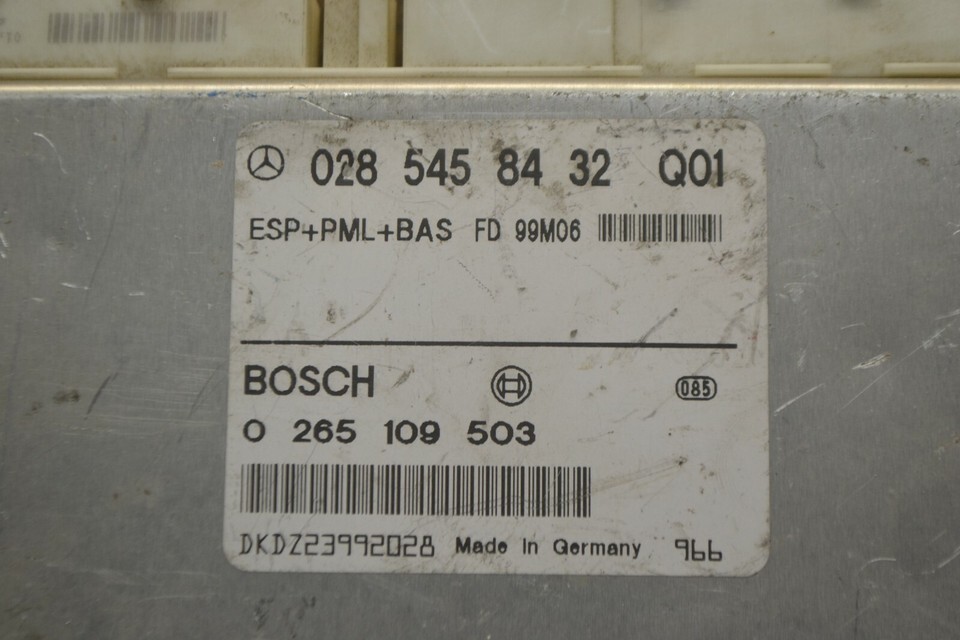 028 545 84 32 Q01
ESP+PML+BAS FD 99M06
BOSCH
085
0 265 109 503
DKDZ23992028 Made in Germany 966